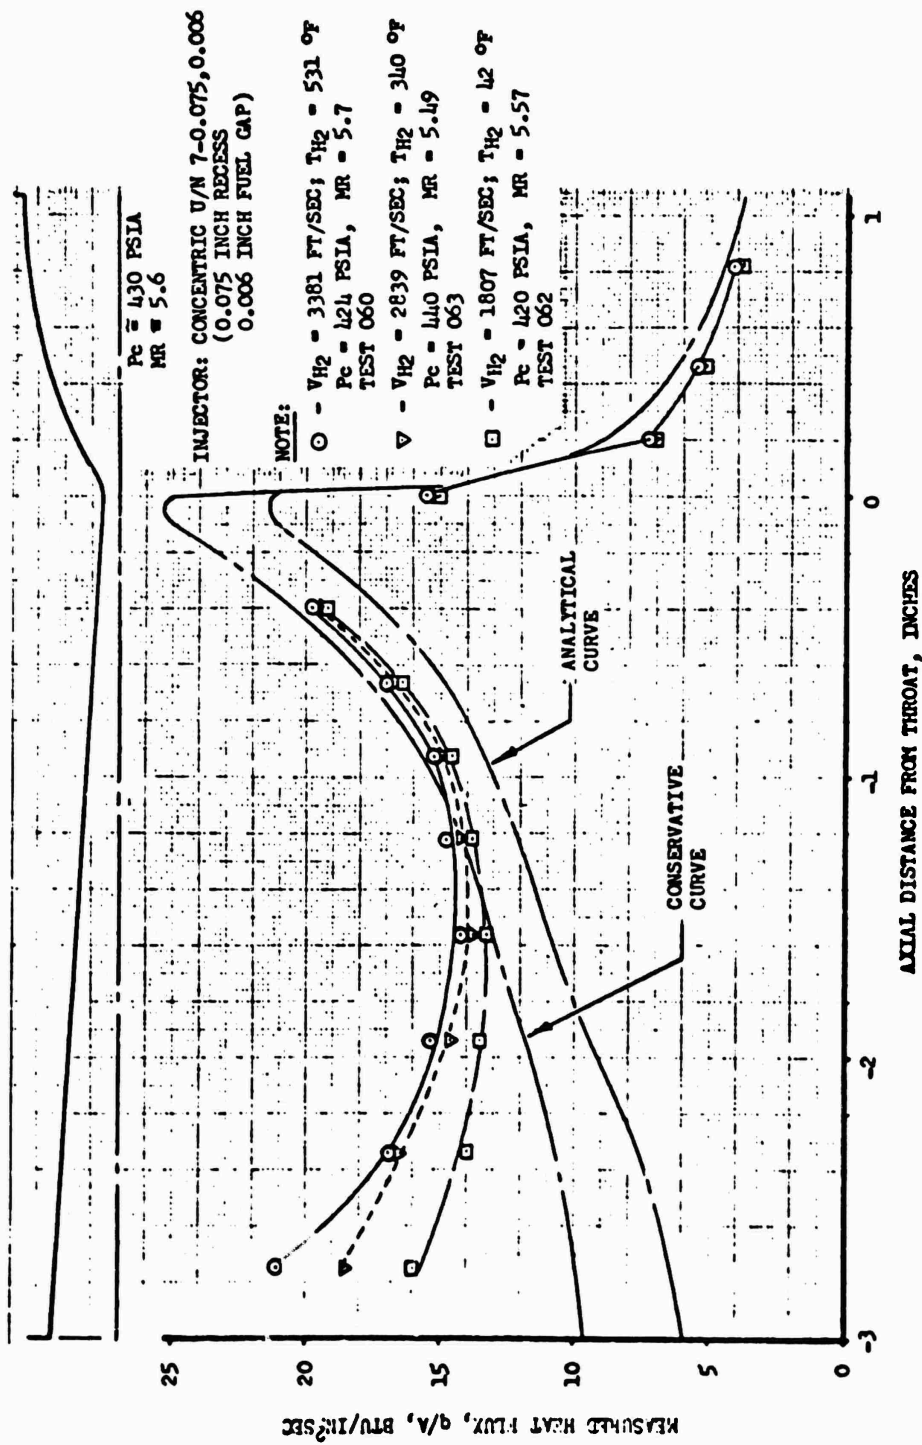 Pc ≅ 430 PSIA
MR = 5.6
INJECTOR: CONCENTRIC U/N 7-0.075,0.006
(0.075 INCH RECESS
0.006 INCH FUEL GAP)
NOTE:
⊙ - VH2 = 3381 FT/SEC; TH2 = 531 °F
Pc = 424 PSIA, MR = 5.7
TEST 060
▽ - VH2 = 2839 FT/SEC; TH2 = 340 °F
Pc = 440 PSIA, MR = 5.49
TEST 063
⊡ - VH2 = 1807 FT/SEC; TH2 = 42 °F
Pc = 420 PSIA, MR = 5.57
TEST 062
ANALYTICAL
CURVE
CONSERVATIVE
CURVE
25
20
15
10
5
0
MEASURED HEAT FLUX, q/A, BTU/IN²SEC
-3
-2
-1
0
1
AXIAL DISTANCE FROM THROAT, INCHES